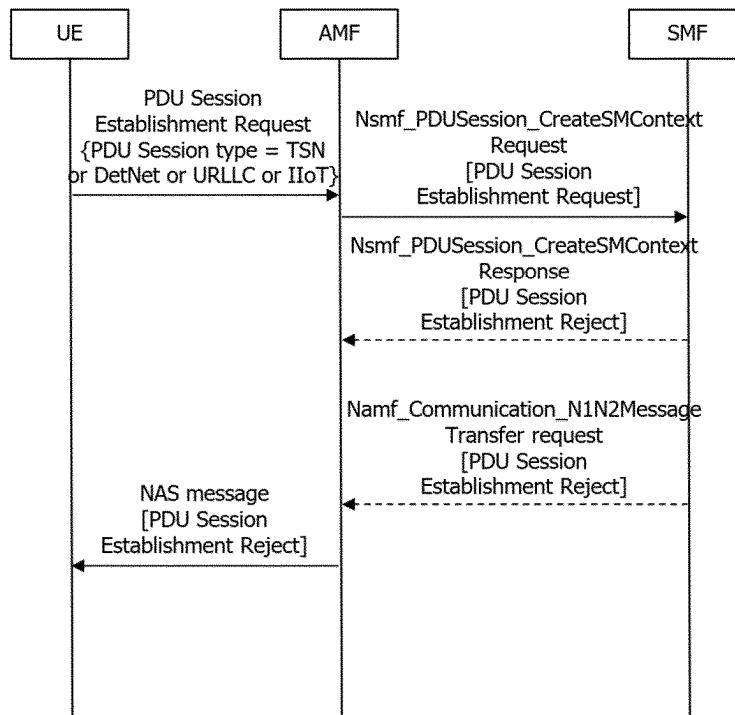 UE
AMF
SMF
PDU Session
Establishment Request
{PDU Session type = TSN
or DetNet or URLLC or IIoT}
Nsmf_PDUSession_CreateSMContext
Request
[PDU Session
Establishment Request]
Nsmf_PDUSession_CreateSMContext
Response
[PDU Session
Establishment Reject]
Namf_Communication_N1N2Message
Transfer request
[PDU Session
Establishment Reject]
NAS message
[PDU Session
Establishment Reject]